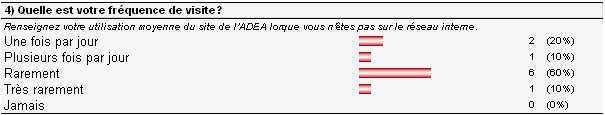 4) Quelle est votre fréquence de visite?
Renseignez votre utilisation moyenne du site de l'ADEA lorque vous n'êtes pas sur le réseau interne.
Une fois par jour 2 (20%)
Plusieurs fois par jour 1 (10%)
Rarement 6 (60%)
Très rarement 1 (10%)
Jamais 0 (0%)